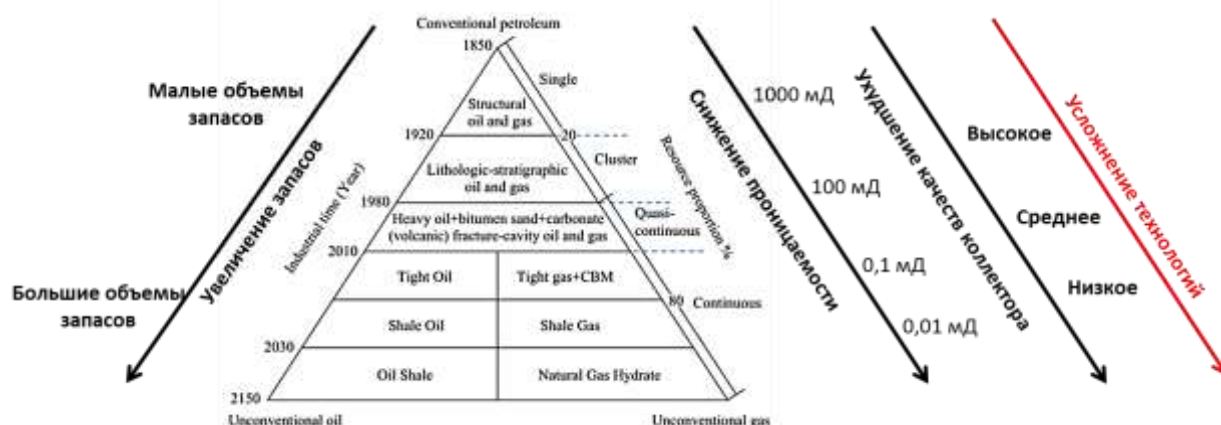 Conventional petroleum
1850
Малые объемы
запасов
Большие объемы
запасов
Увеличение запасов
Industrial time (Year)
1920
1980
2010
2030
2150
Structural
oil and gas
Lithologic-stratigraphic
oil and gas
Heavy oil+bitumen sand+carbonate
(volcanic) fracture-cavity oil and gas
Tight Oil
Tight gas+CBM
Shale Oil
Shale Gas
Oil Shale
Natural Gas Hydrate
Unconventional oil
Unconventional gas
Single
20
Cluster
Quasi-
continuous
80
Continuous
Resource proportion %
Снижение проницаемости
1000 мД
100 мД
0,1 мД
0,01 мД
Ухудшение качеств коллектора
Высокое
Среднее
Низкое
Усложнение технологий